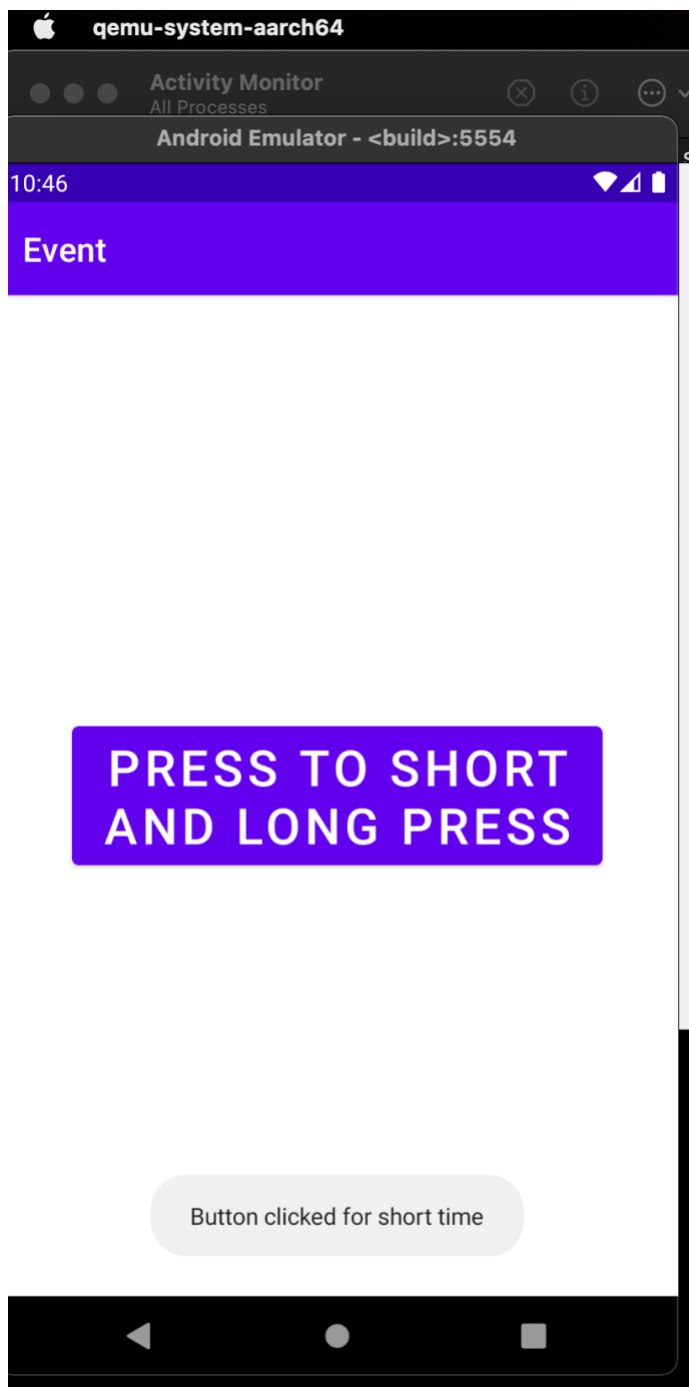 qemu-system-aarch64
Activity Monitor
All Processes
Android Emulator - <build>:5554
10:46
Event
PRESS TO SHORT
AND LONG PRESS
Button clicked for short time